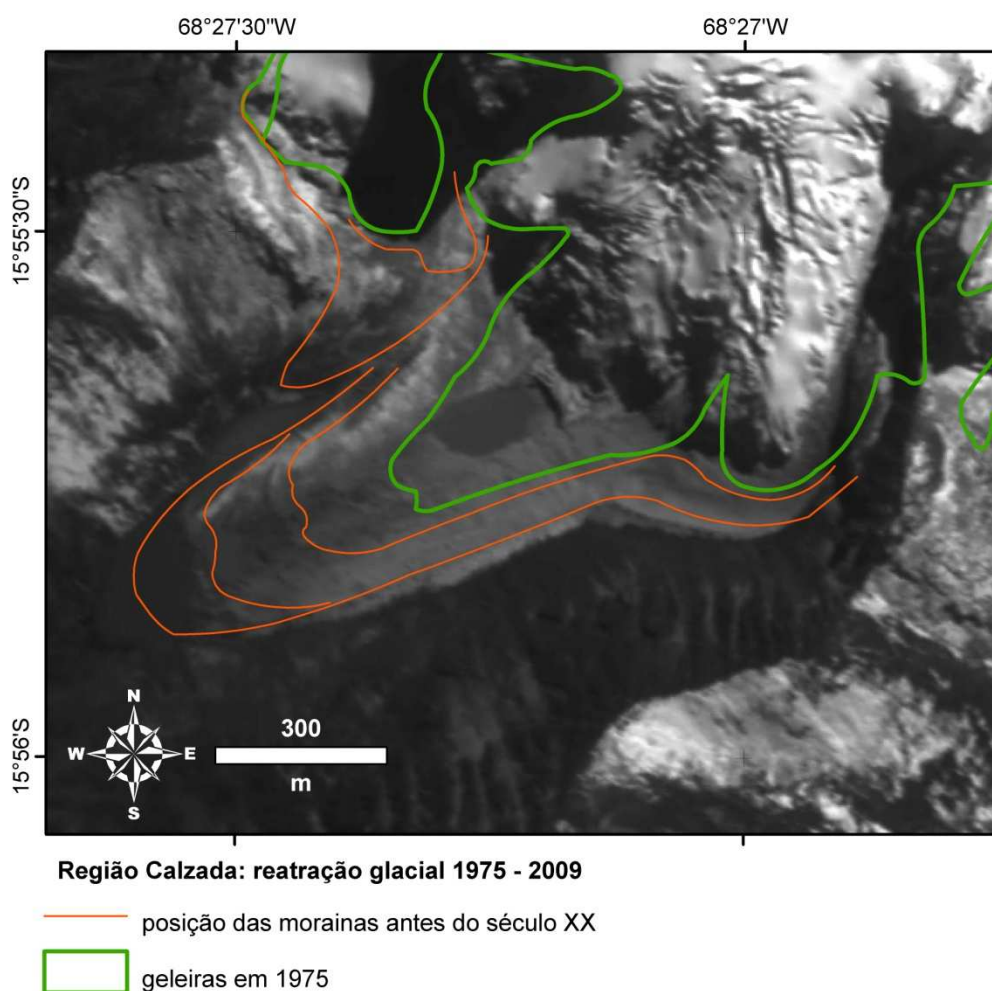 68°27'30"W 68°27'W
15°55'30"S
15°56'S
N
W E
S
300
m
Região Calzada: reatração glacial 1975 - 2009
posição das morainas antes do século XX
geleiras em 1975